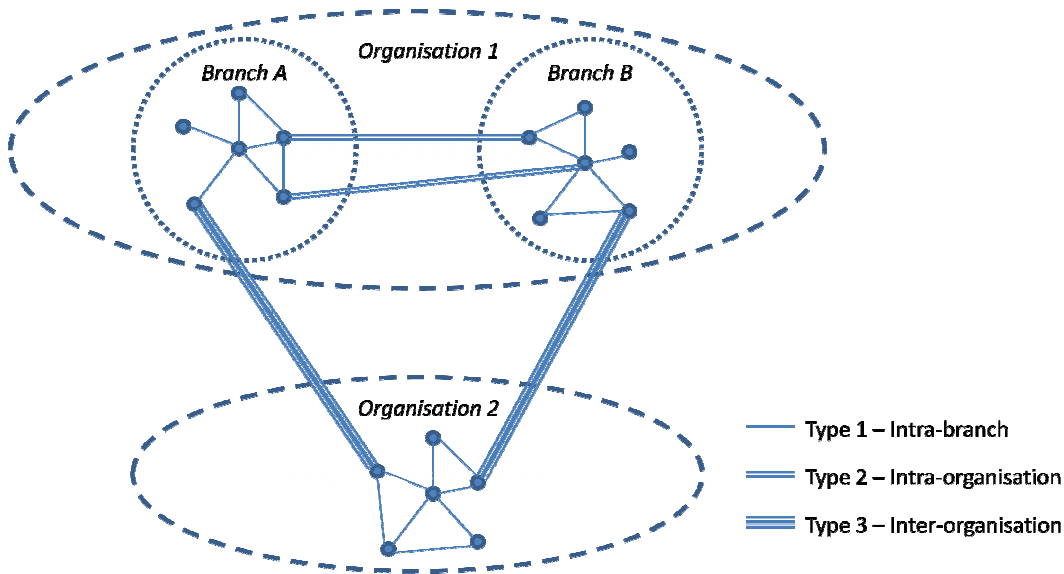 Organisation 1
Branch A
Branch B
Organisation 2
Type 1 – Intra-branch
Type 2 – Intra-organisation
Type 3 – Inter-organisation